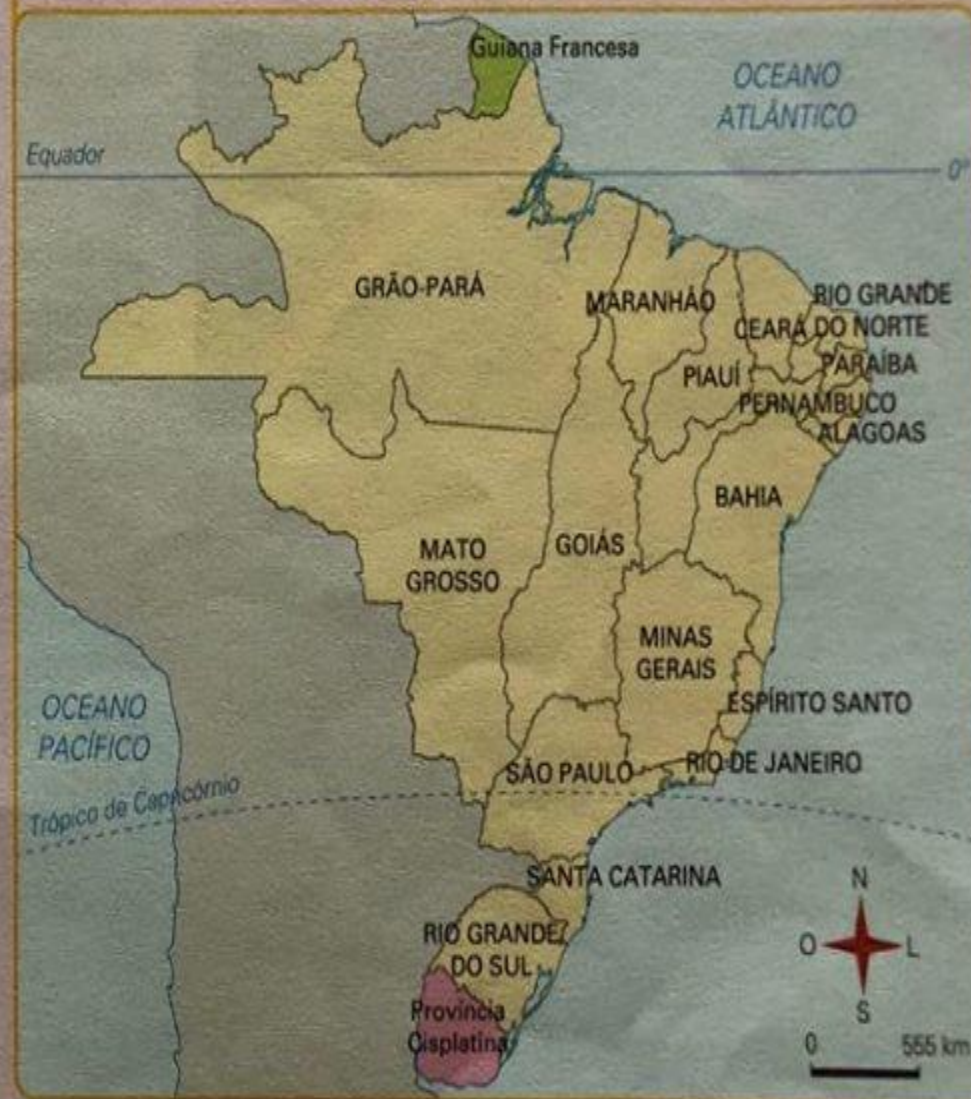 Guiana Francesa
OCEANO
ATLÂNTICO
Equador
0°
GRÃO-PARÁ
MARANHÃO
RIO GRANDE
CEARÁ DO NORTE
PARAÍBA
PIAUÍ
PERNAMBUCO
ALAGOAS
BAHIA
MATO
GROSSO
GOIÁS
MINAS
GERAIS
ESPÍRITO SANTO
OCEANO
PACÍFICO
SÃO PAULO
RIO DE JANEIRO
Trópico de Capricórnio
SANTA CATARINA
RIO GRANDE
DO SUL
Província
Cisplatina
N
O
L
S
0
555 km